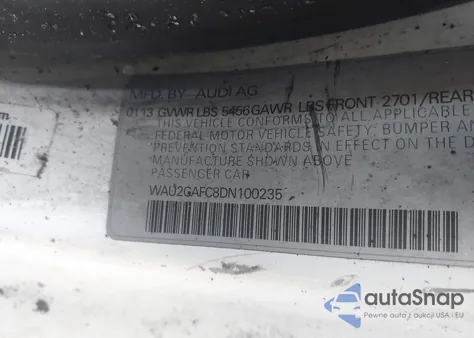 MFD. BY AUDI AG
0113 GVWR LBS 5456 GAWR LBS FRONT 2701/REAR
THIS VEHICLE CONFORMS TO ALL APPLICABLE
FEDERAL MOTOR VEHICLE SAFETY, BUMPER AN
PREVENTION STANDARDS IN EFFECT ON THE D
MANUFACTURE SHOWN ABOVE
PASSENGER CAR
WAU2GAFC8DN100235
autoSnap
Pewne auta z aukcji USA i EU